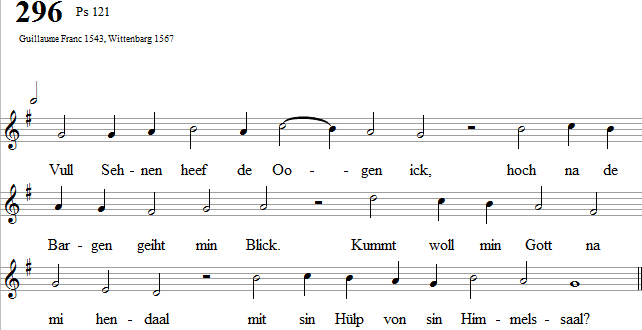 296 Ps 121
Guillaume Franc 1543, Wittenbarg 1567
Vull Seh - nen heef de Oo - - gen ick, hoch na de
Bar - gen geiht min Blick. Kummt woll min Gott na
mi hen - daal mit sin Hülp von sin Him - mels - saal?